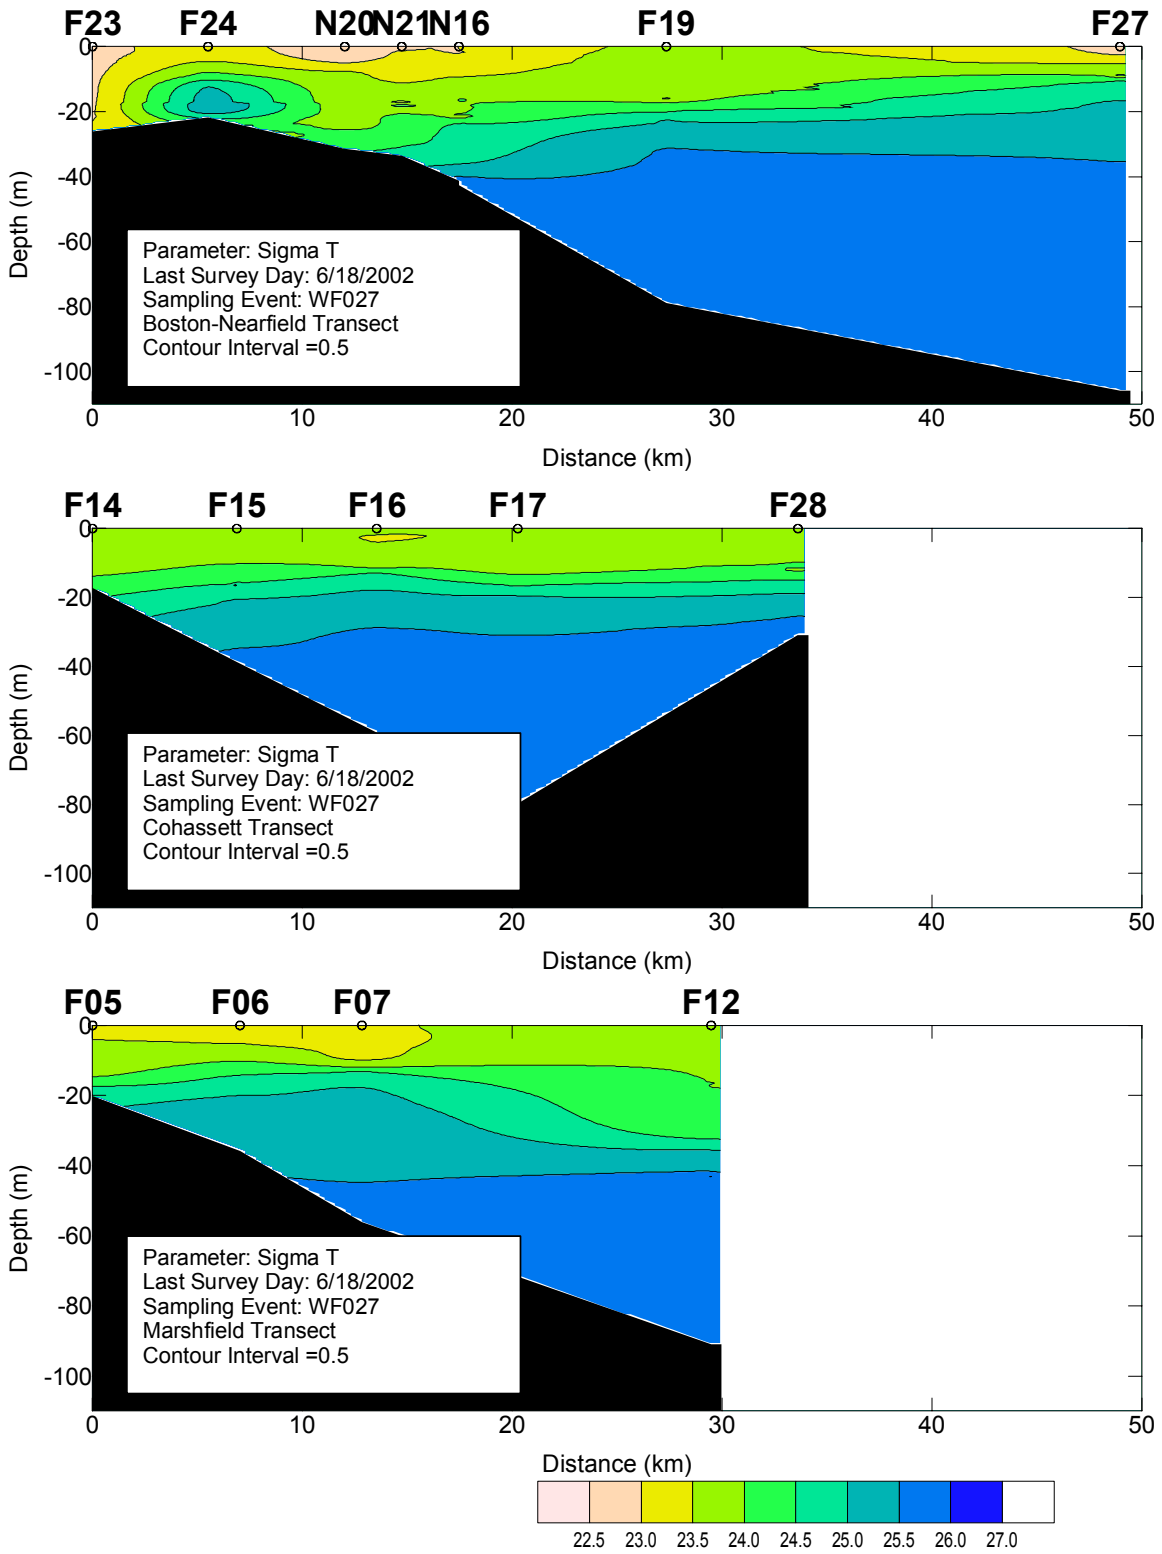 F23 F24 N20 N21 N16 F19 F27
0
-20
-40
-60
-80
-100
Depth (m)
Parameter: Sigma T
Last Survey Day: 6/18/2002
Sampling Event: WF027
Boston-Nearfield Transect
Contour Interval =0.5
0 10 20 30 40 50
Distance (km)
F14 F15 F16 F17 F28
0
-20
-40
-60
-80
-100
Depth (m)
Parameter: Sigma T
Last Survey Day: 6/18/2002
Sampling Event: WF027
Cohassett Transect
Contour Interval =0.5
0 10 20 30 40 50
Distance (km)
F05 F06 F07 F12
0
-20
-40
-60
-80
-100
Depth (m)
Parameter: Sigma T
Last Survey Day: 6/18/2002
Sampling Event: WF027
Marshfield Transect
Contour Interval =0.5
0 10 20 30 40 50
Distance (km)
22.5 23.0 23.5 24.0 24.5 25.0 25.5 26.0 27.0